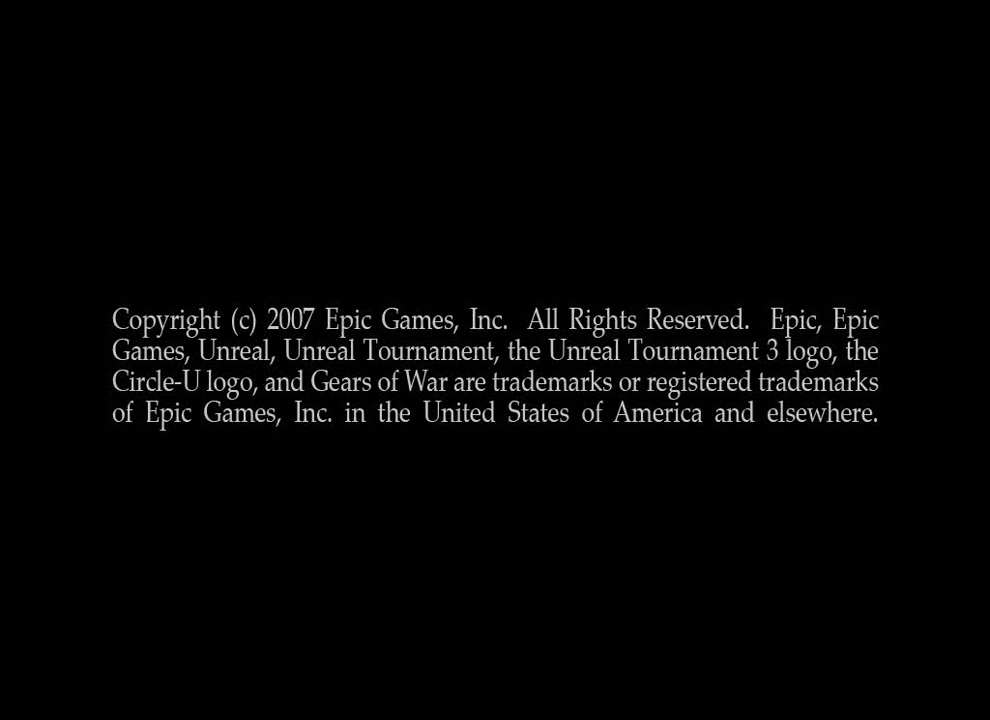 Copyright (c) 2007 Epic Games, Inc.  All Rights Reserved.  Epic, Epic
Games, Unreal, Unreal Tournament, the Unreal Tournament 3 logo, the
Circle-U logo, and Gears of War are trademarks or registered trademarks
of Epic Games, Inc. in the United States of America and elsewhere.